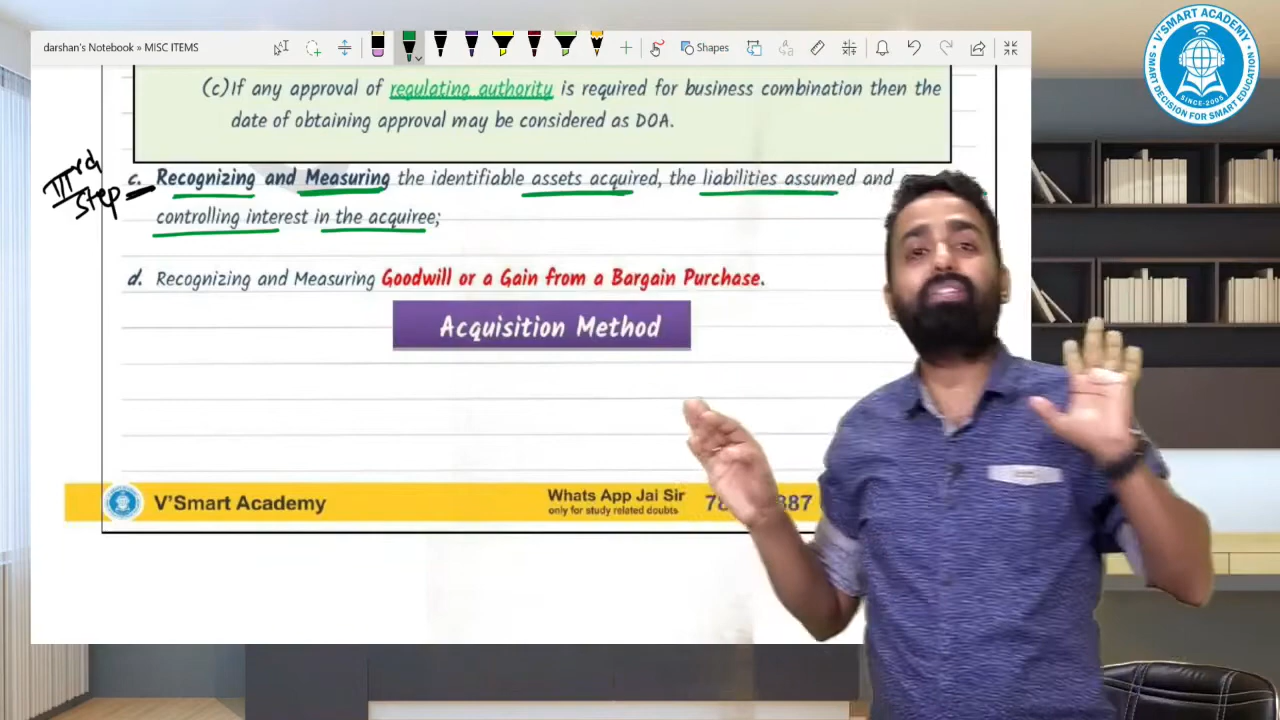 darshan's Notebook » MISC ITEMS
Shapes
V'SMART ACADEMY
SINCE-2005
SMART DECISION FOR SMART EDUCATION
(c) If any approval of regulating authority is required for business combination then the
date of obtaining approval may be considered as DOA.
IIIrd
step
c. Recognizing and Measuring the identifiable assets acquired, the liabilities assumed and
controlling interest in the acquiree;
d. Recognizing and Measuring Goodwill or a Gain from a Bargain Purchase.
Acquisition Method
V'Smart Academy
Whats App Jai Sir
only for study related doubts